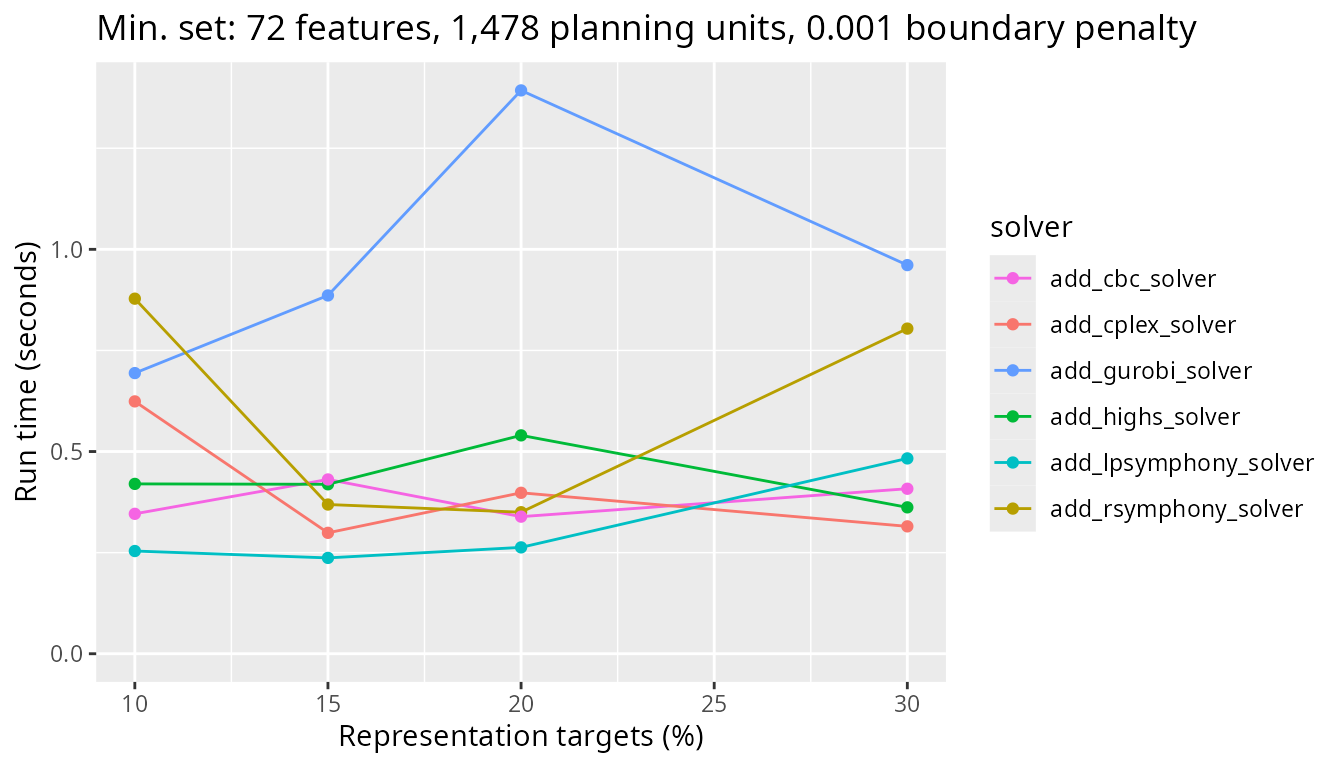 Min. set: 72 features, 1,478 planning units, 0.001 boundary penalty
Run time (seconds)
1.0
0.5
0.0
10 15 20 25 30
Representation targets (%)
solver
add_cbc_solver
add_cplex_solver
add_gurobi_solver
add_highs_solver
add_lpsymphony_solver
add_rsymphony_solver